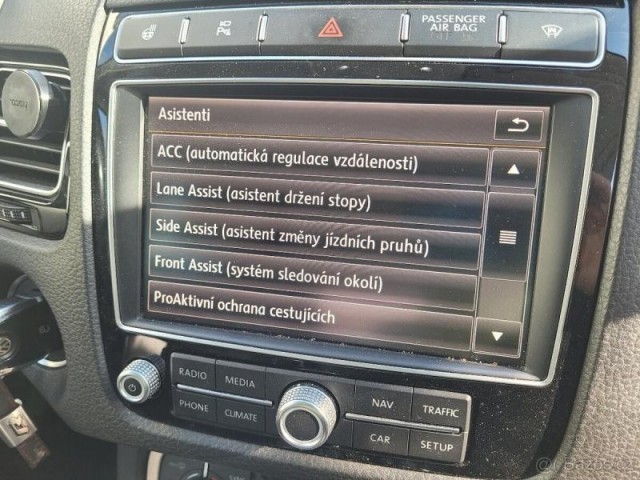 PASSENGER
AIR BAG
Asistenti
ACC (automatická regulace vzdálenosti)
Lane Assist (asistent držení stopy)
Side Assist (asistent změny jízdních pruhů)
Front Assist (systém sledování okolí)
ProAktivní ochrana cestujících
RADIO
MEDIA
PHONE
CLIMATE
NAV
TRAFFIC
CAR
SETUP